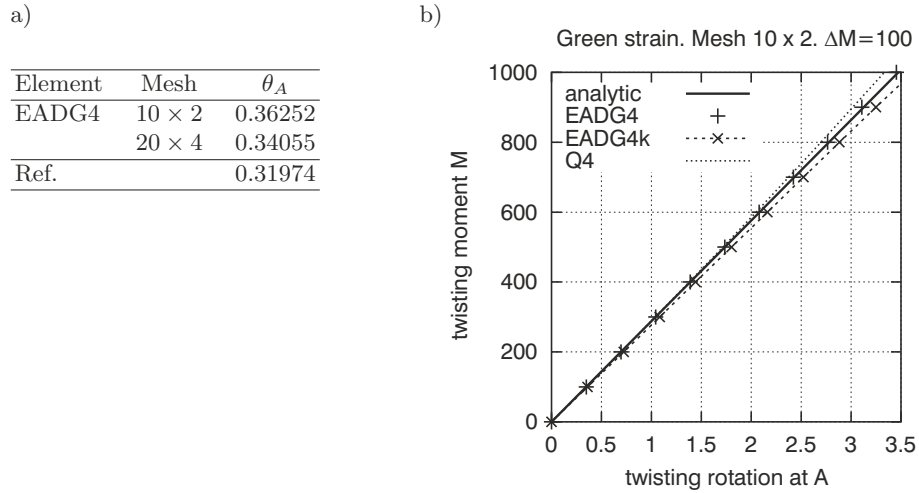 a)
Element Mesh θ_A
EADG4 10 × 2 0.36252
20 × 4 0.34055
Ref. 0.31974
b)
Green strain. Mesh 10 x 2. ΔM=100
twisting moment M
1000
800
600
400
200
0
analytic
EADG4
EADG4k
Q4
0 0.5 1 1.5 2 2.5 3 3.5
twisting rotation at A